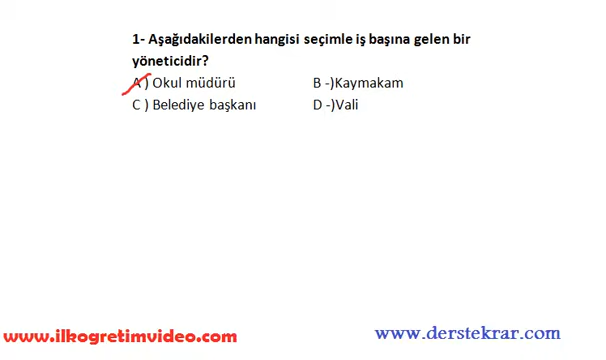 1- Aşağıdakilerden hangisi seçimle iş başına gelen bir
yöneticidir?
A ) Okul müdürü B -)Kaymakam
C ) Belediye başkanı D -)Vali
www.ilkogretimvideo.com www.derstekrar.com